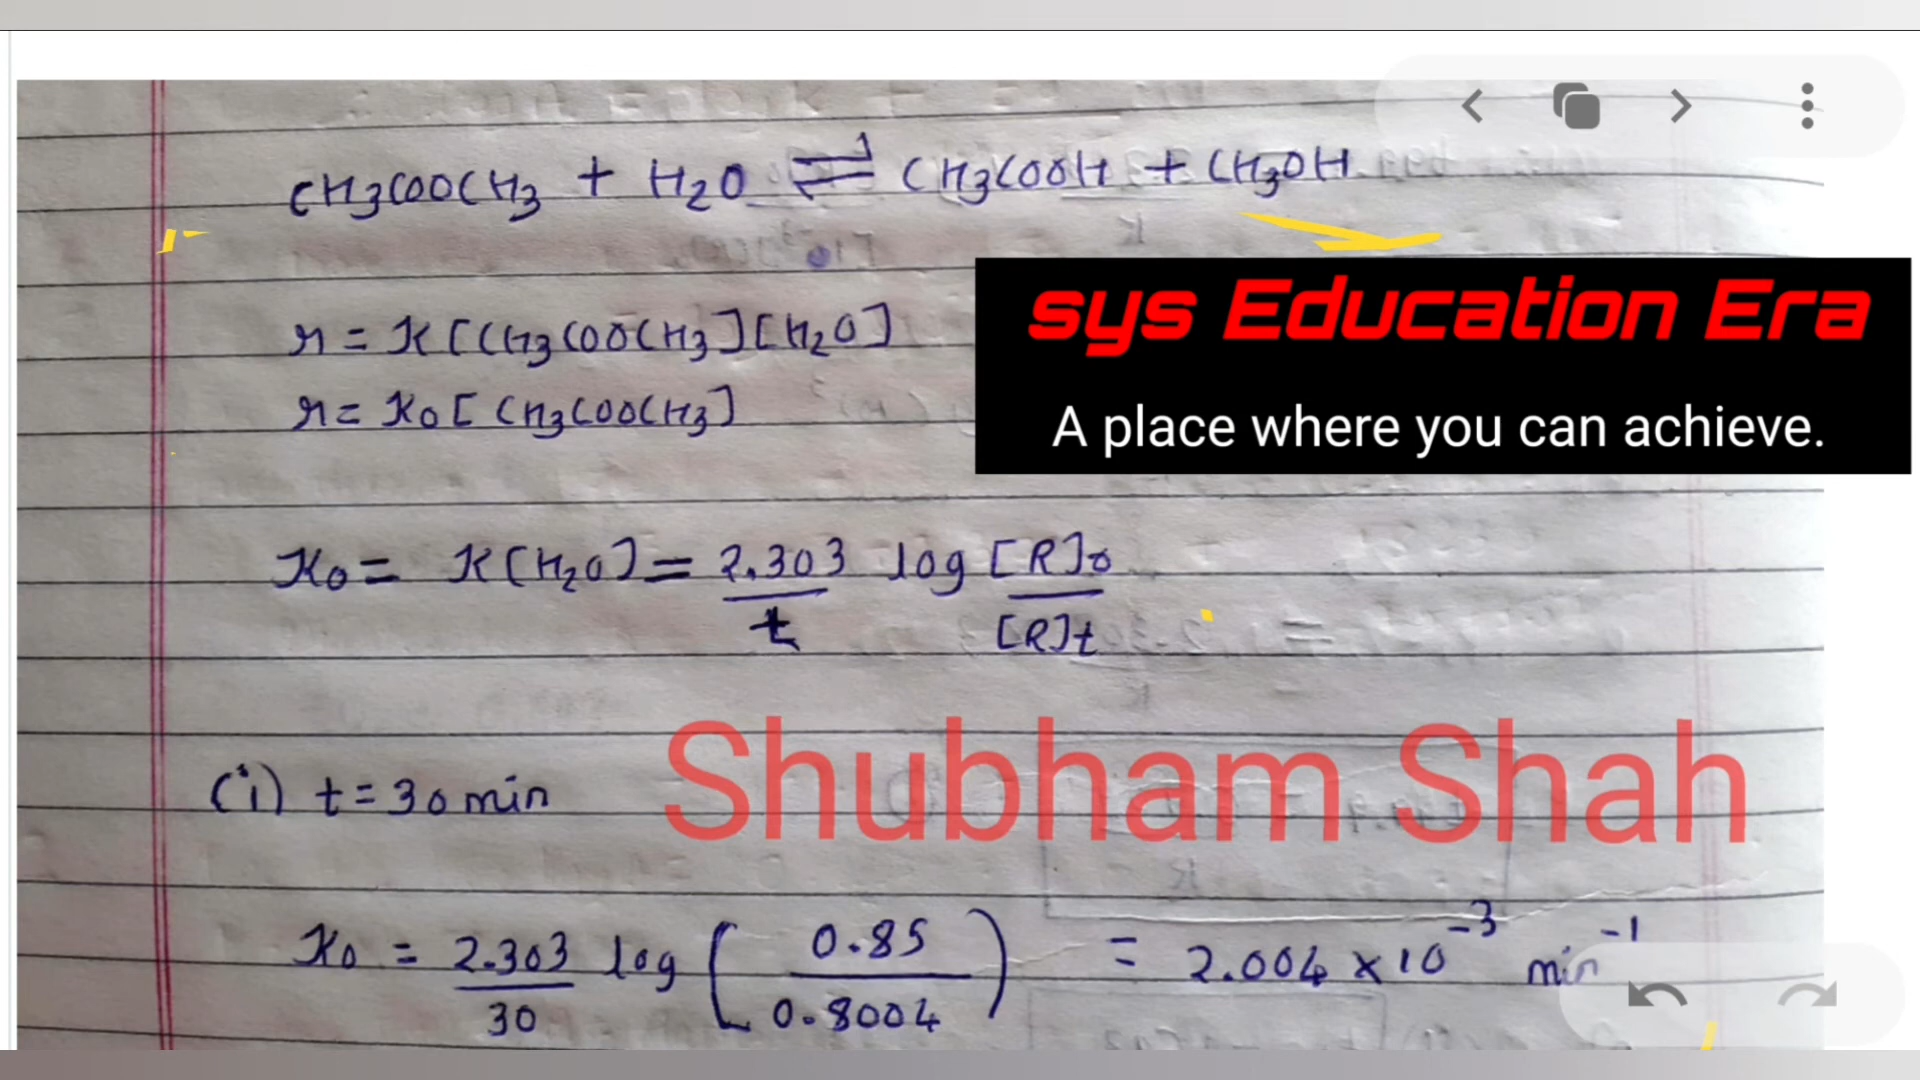 CH3COOCH3 + H2O ⇌ CH3COOH + CH3OH
r = K[CH3COOCH3][H2O]
r = K0[CH3COOCH3]
sys Education Era
A place where you can achieve.
K0 = K[H2O] = 2.303/t log [R]0/[R]t
(i) t = 30 min
Shubham Shah
K0 = 2.303/30 log (0.85/0.8004) = 2.004 × 10⁻³ min⁻¹